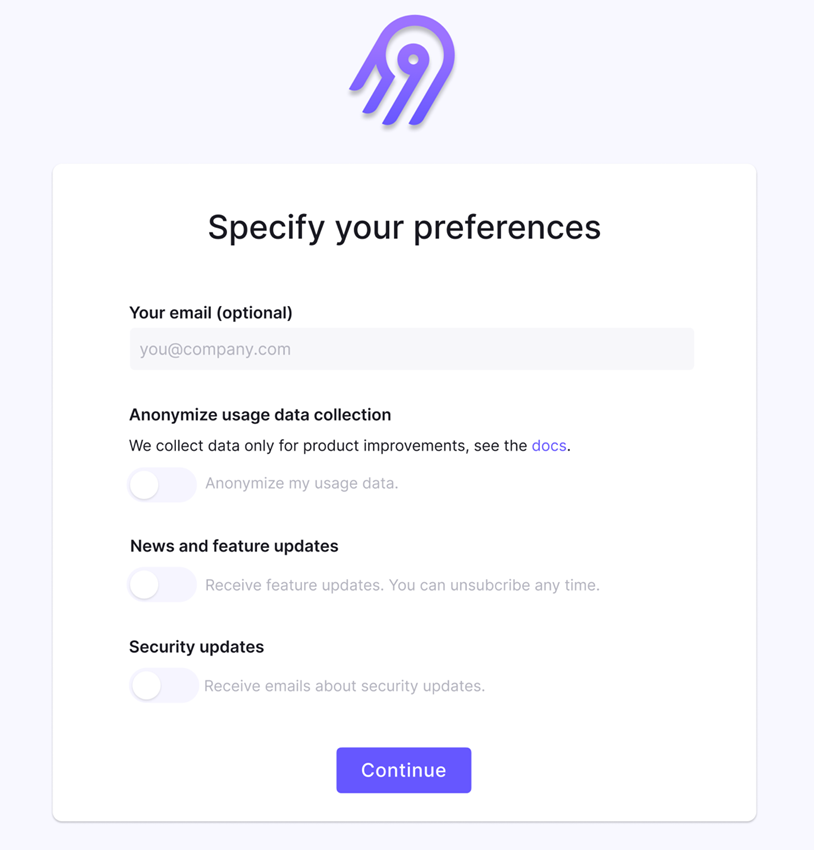 Specify your preferences
Your email (optional)
you@company.com
Anonymize usage data collection
We collect data only for product improvements, see the docs.
Anonymize my usage data.
News and feature updates
Receive feature updates. You can unsubcribe any time.
Security updates
Receive emails about security updates.
Continue